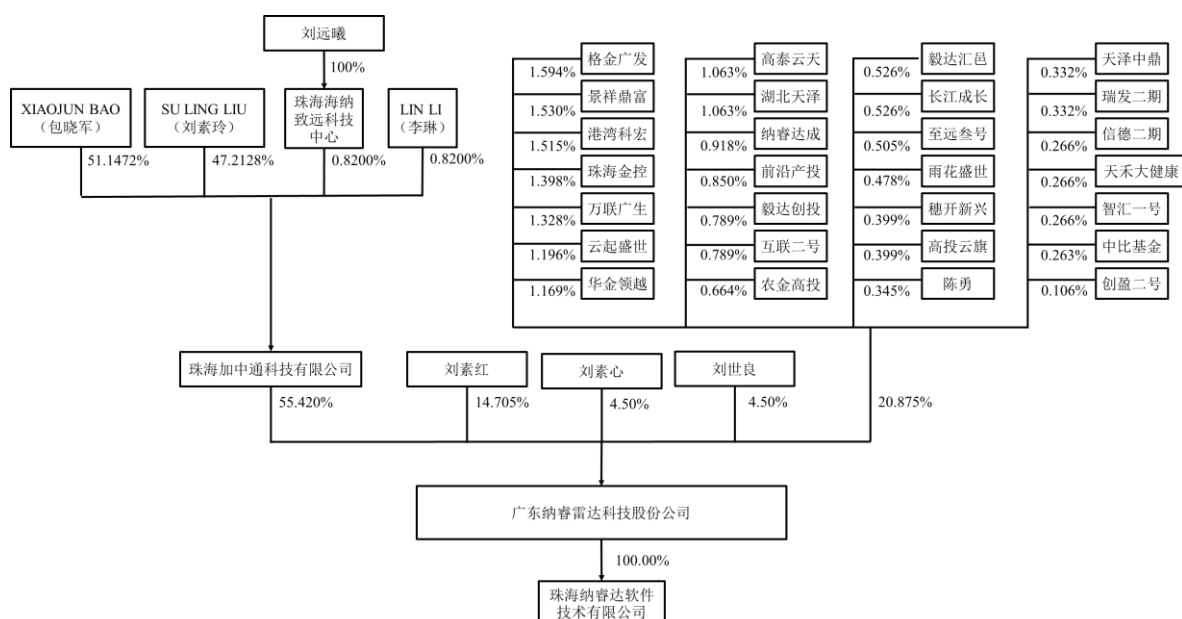 刘远曦
100%
XIAOJUN BAO
（包晓军）
SU LING LIU
（刘素玲）
珠海海纳
致远科技
中心
LIN LI
（李琳）
51.1472%
47.2128%
0.8200%
0.8200%
格金广发
1.594%
景祥鼎富
1.530%
港湾科宏
1.515%
珠海金控
1.398%
万联广生
1.328%
云起盛世
1.196%
华金领越
1.169%
高泰云天
1.063%
湖北天泽
1.063%
纳睿达成
0.918%
前沿产投
0.850%
毅达创投
0.789%
互联二号
0.789%
农金高投
0.664%
毅达汇邑
0.526%
长江成长
0.526%
至远叁号
0.505%
雨花盛世
0.478%
穗开新兴
0.399%
高投云旗
0.399%
陈勇
0.345%
天泽中鼎
0.332%
瑞发二期
0.332%
信德二期
0.266%
天禾大健康
0.266%
智汇一号
0.266%
中比基金
0.263%
创盈二号
0.106%
珠海加中通科技有限公司
刘素红
刘素心
刘世良
55.420%
14.705%
4.50%
4.50%
20.875%
广东纳睿雷达科技股份公司
100.00%
珠海纳睿达软件
技术有限公司